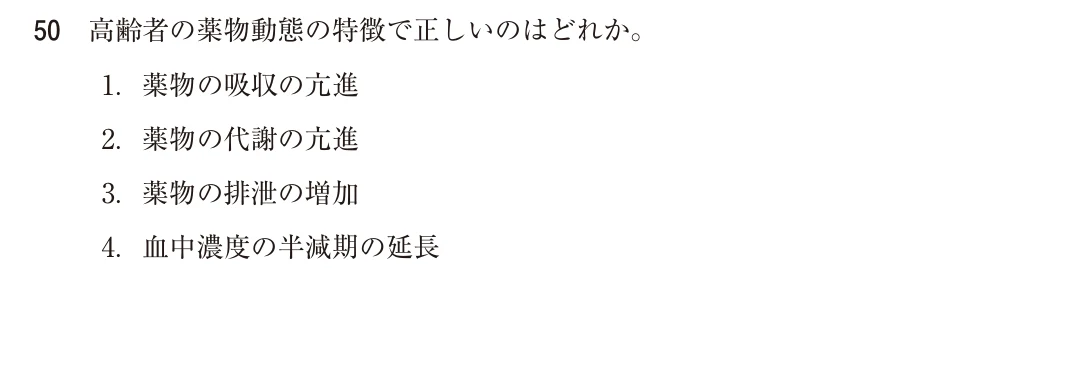 50 高齢者の薬物動態の特徴で正しいのはどれか。
1. 薬物の吸収の亢進
2. 薬物の代謝の亢進
3. 薬物の排泄の増加
4. 血中濃度の半減期の延長